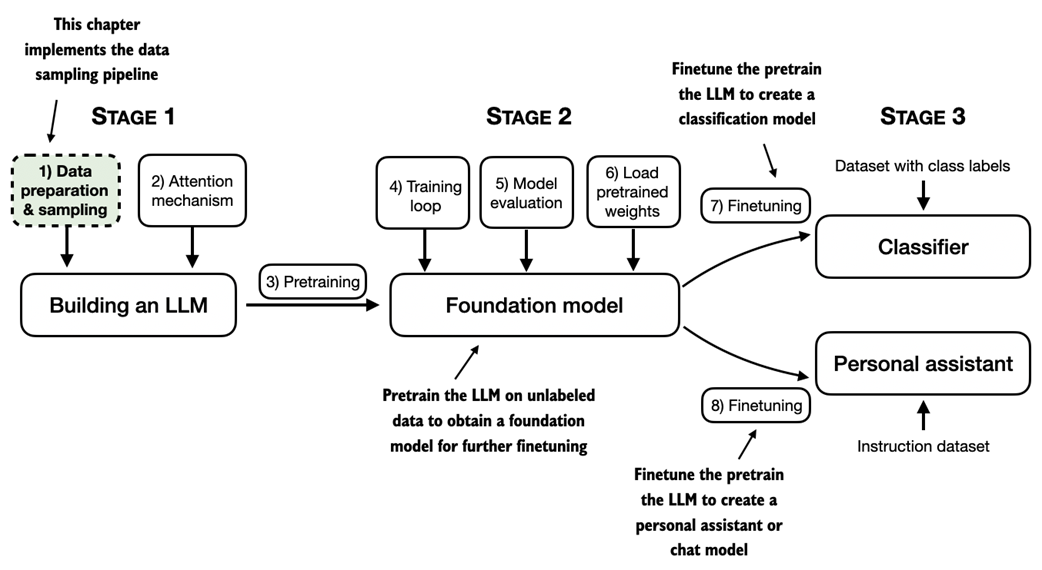 This chapter
implements the data
sampling pipeline
STAGE 1
1) Data
preparation
& sampling
2) Attention
mechanism
Building an LLM
3) Pretraining
STAGE 2
4) Training
loop
5) Model
evaluation
6) Load
pretrained
weights
Foundation model
Pretrain the LLM on unlabeled
data to obtain a foundation
model for further finetuning
Finetune the pretrain
the LLM to create a
classification model
STAGE 3
7) Finetuning
Dataset with class labels
Classifier
Personal assistant
8) Finetuning
Instruction dataset
Finetune the pretrain
the LLM to create a
personal assistant or
chat model